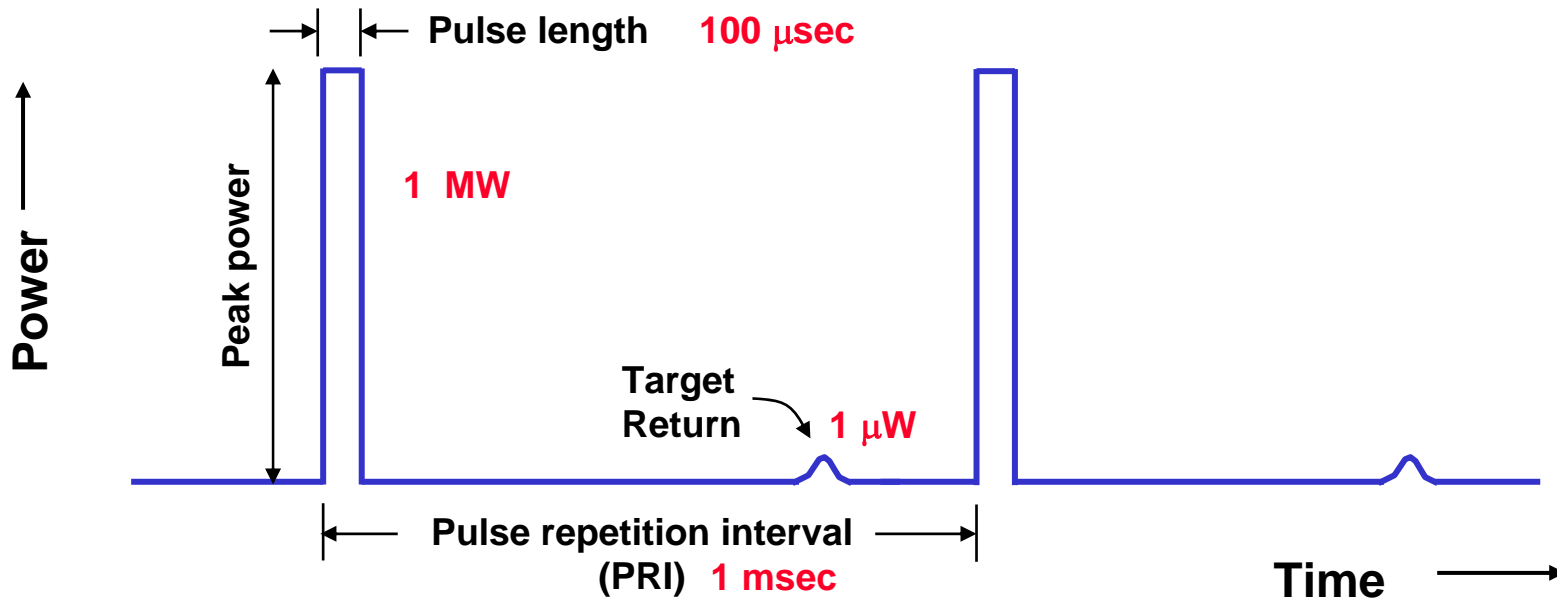 Pulse length 100 μsec
Power
Peak power
1 MW
Target
Return
1 μW
Pulse repetition interval
(PRI) 1 msec
Time